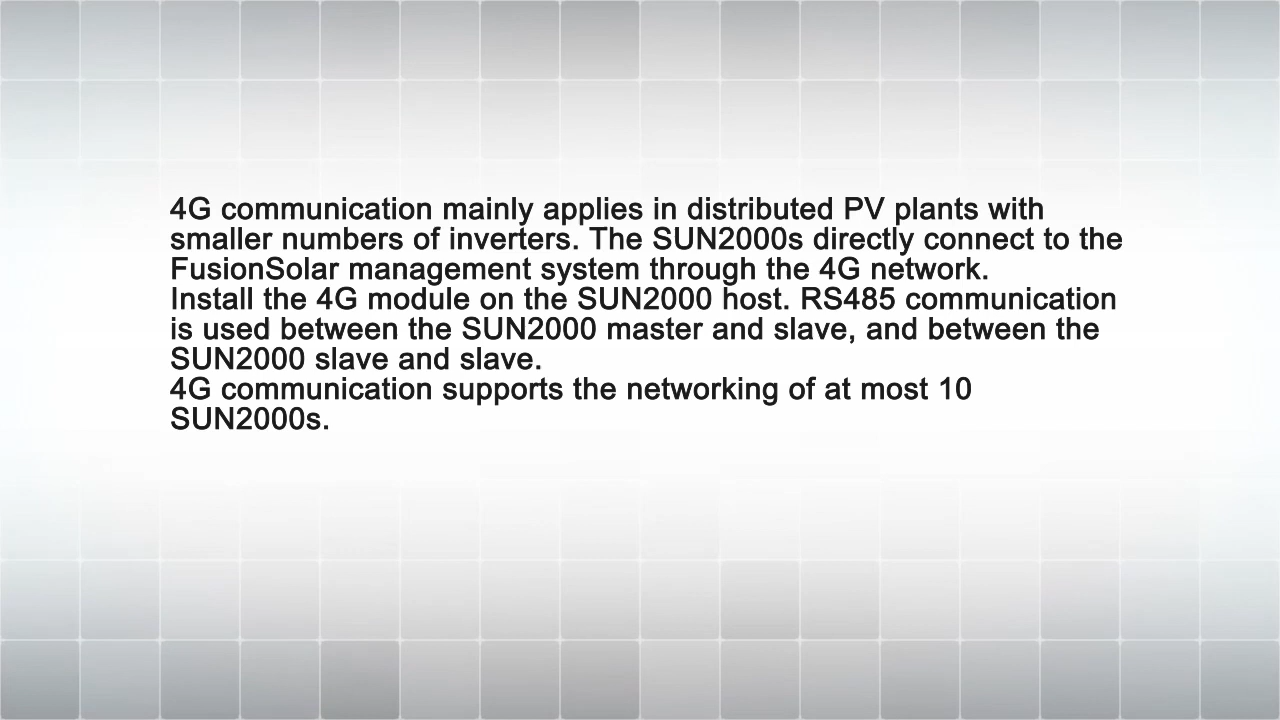 4G communication mainly applies in distributed PV plants with
smaller numbers of inverters. The SUN2000s directly connect to the
FusionSolar management system through the 4G network.
Install the 4G module on the SUN2000 host. RS485 communication
is used between the SUN2000 master and slave, and between the
SUN2000 slave and slave.
4G communication supports the networking of at most 10
SUN2000s.